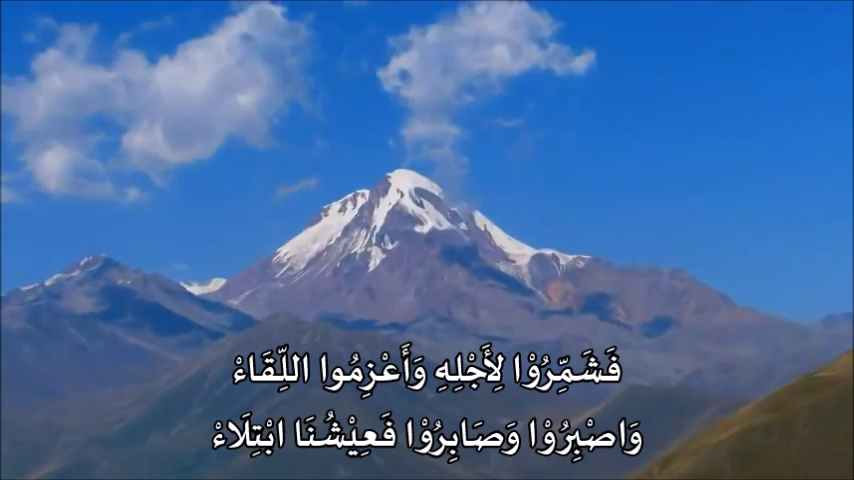 فَشَمِّرُوْا لِأَجْلِهِ وَأَعْزِمُوا اللِّقَاءْ
وَاصْبِرُوْا وَصَابِرُوْا فَعِيْشُنَا ابْتِلَاءْ